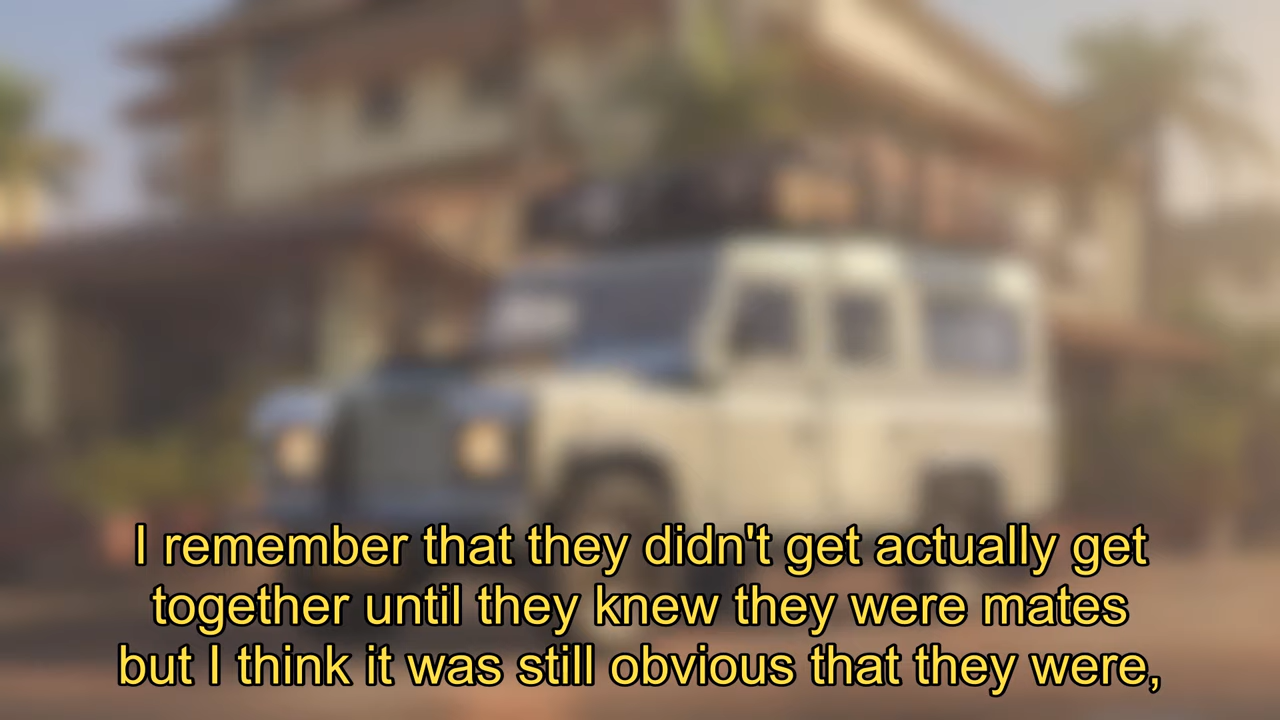 I remember that they didn't get actually get
together until they knew they were mates
but I think it was still obvious that they were,